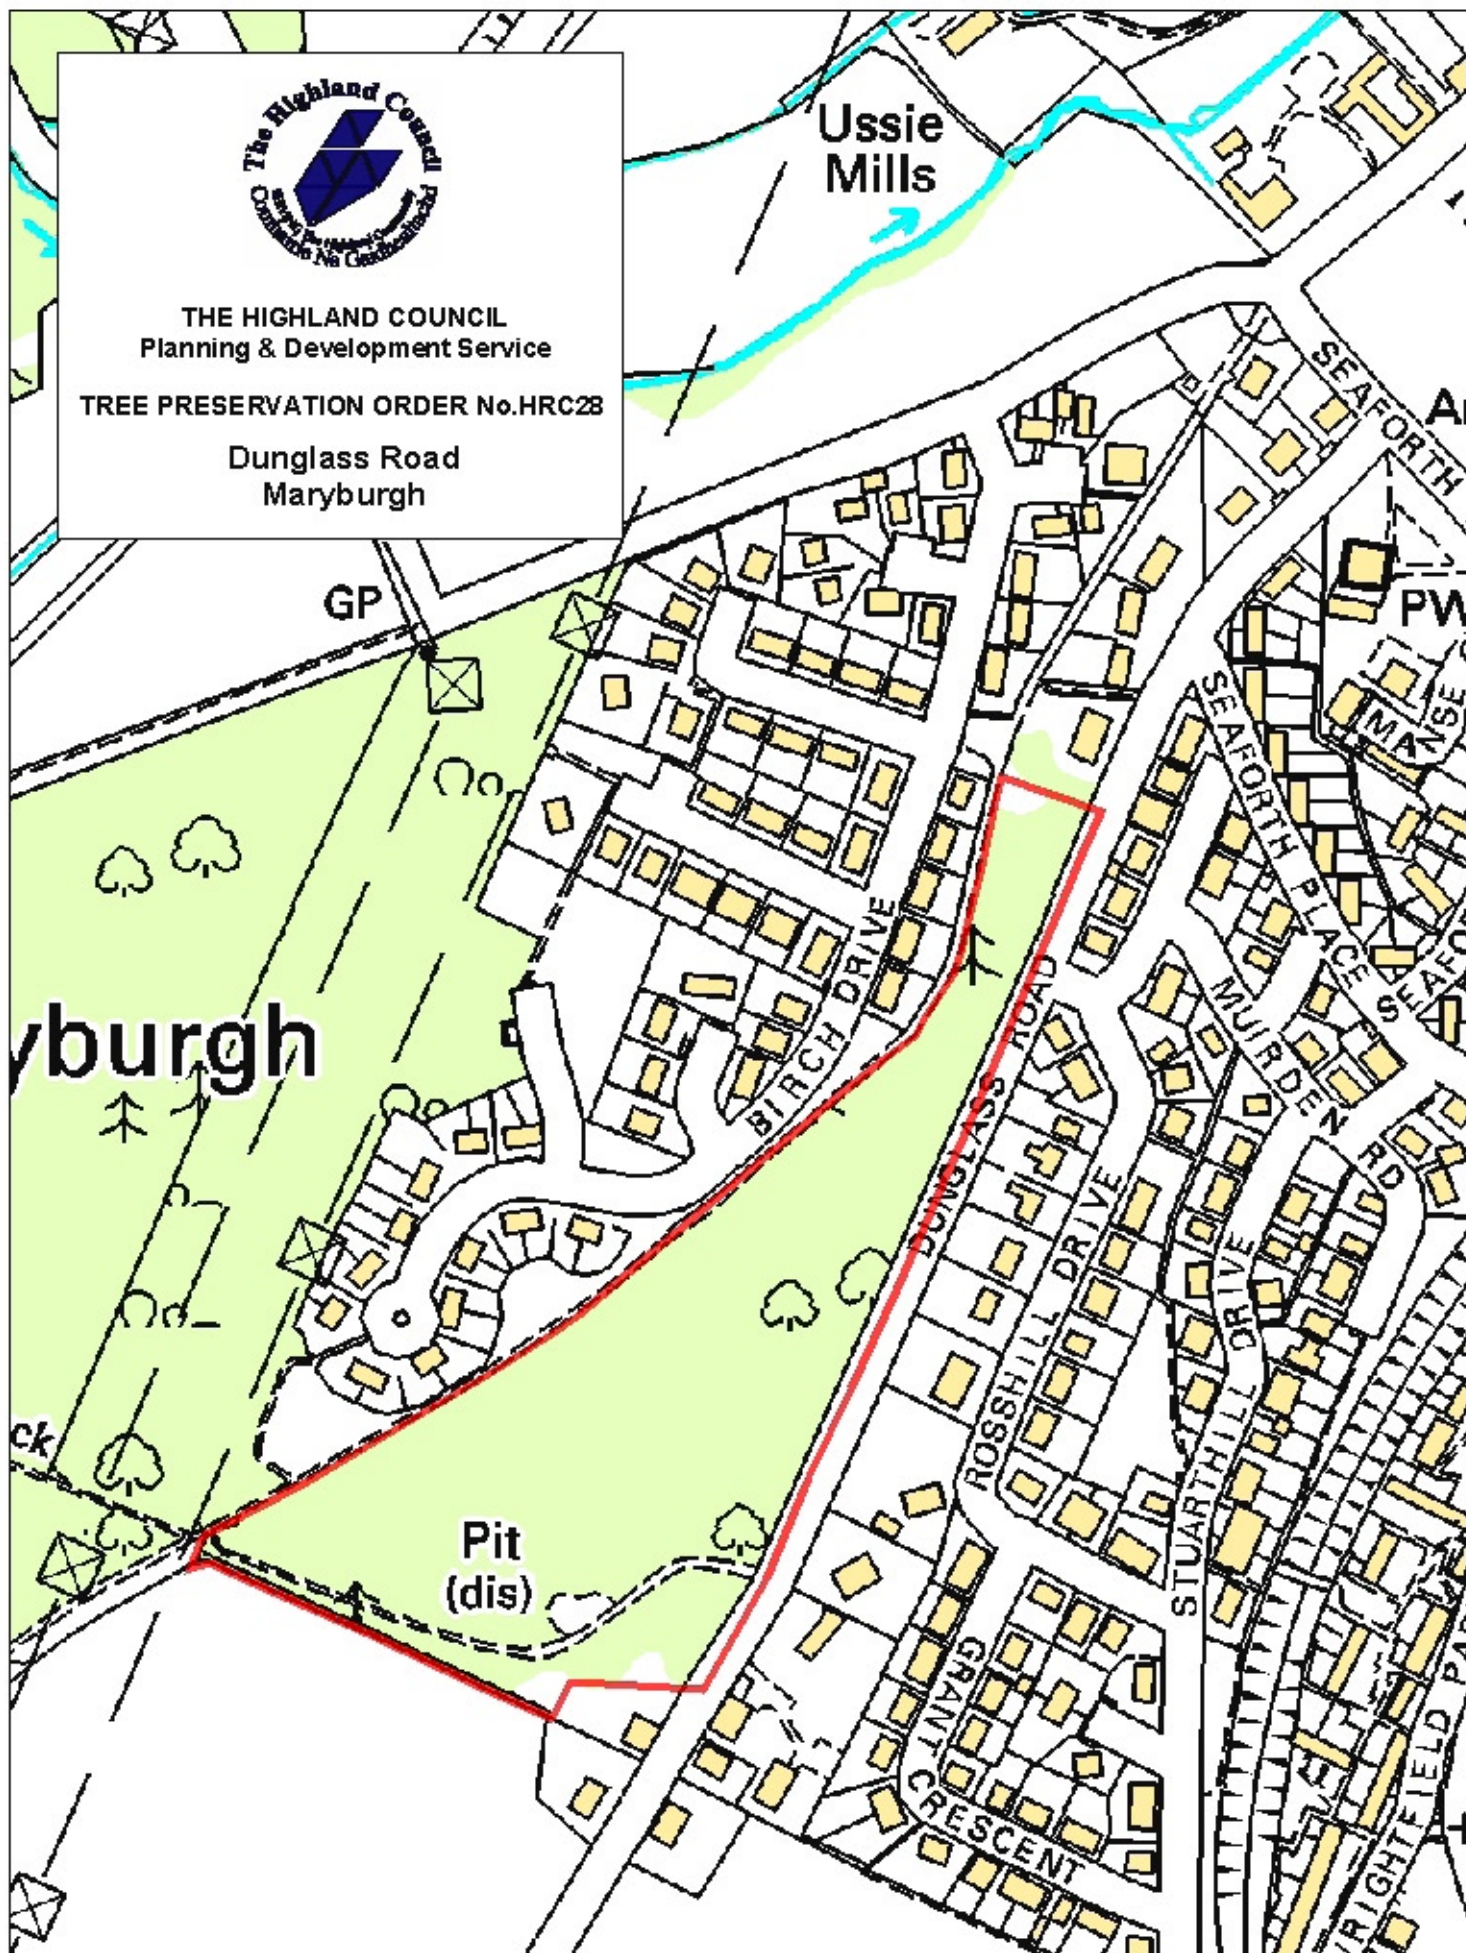 The Highland Council
Comhairle Na Gaidhealtachd
THE HIGHLAND COUNCIL
Planning & Development Service
TREE PRESERVATION ORDER No.HRC28
Dunglass Road
Maryburgh
Ussie
Mills
GP
SEAFORTH
PW
MANSE
SEAFORTH PLACE
yburgh
BIRCH DRIVE
DUNGLASS ROAD
MUIRDEN RD
ROSSHILL DRIVE
STUARTHILL DRIVE
ck
Pit
(dis)
GRANT CRESCENT